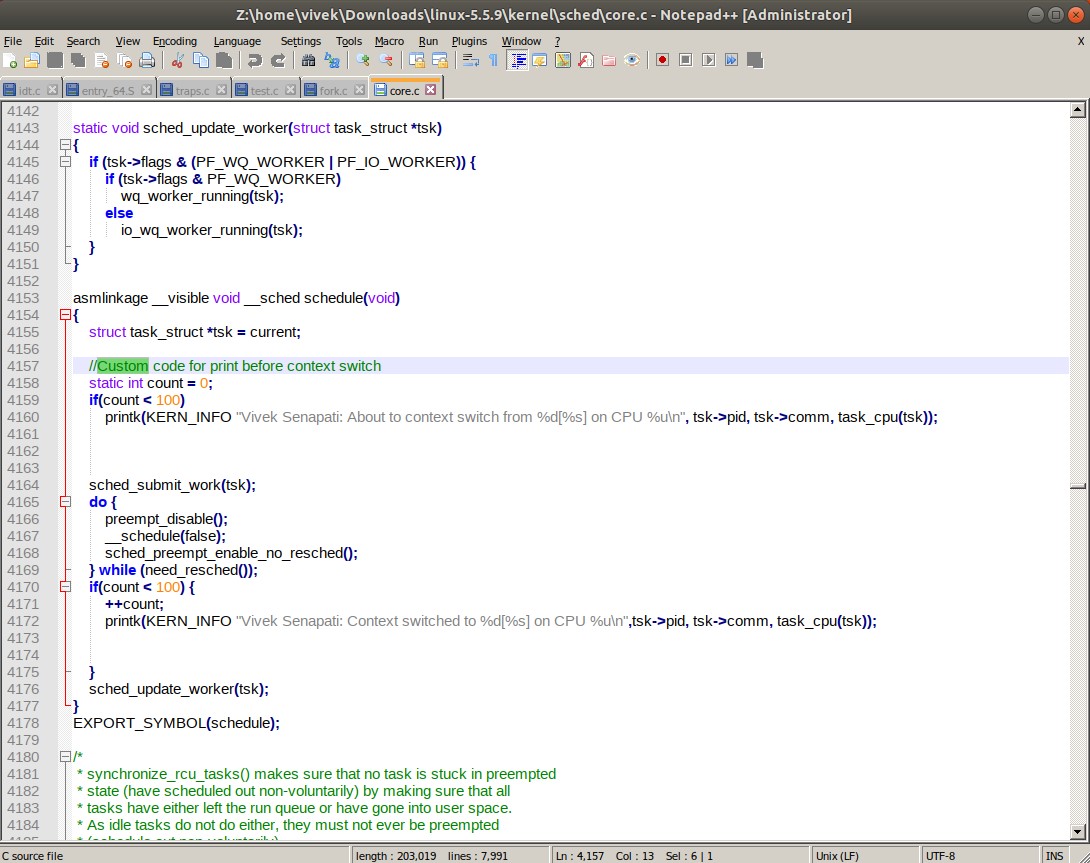 Z:\home\vivek\Downloads\linux-5.5.9\kernel\sched\core.c - Notepad++ [Administrator]
File Edit Search View Encoding Language Settings Tools Macro Run Plugins Window ? X
idt.c entry_64.S traps.c test.c fork.c core.c
4142
4143 static void sched_update_worker(struct task_struct *tsk)
4144 {
4145 if (tsk->flags & (PF_WQ_WORKER | PF_IO_WORKER)) {
4146 if (tsk->flags & PF_WQ_WORKER)
4147 wq_worker_running(tsk);
4148 else
4149 io_wq_worker_running(tsk);
4150 }
4151 }
4152
4153 asmlinkage __visible void __sched schedule(void)
4154 {
4155 struct task_struct *tsk = current;
4156
4157 //Custom code for print before context switch
4158 static int count = 0;
4159 if(count < 100)
4160 printk(KERN_INFO "Vivek Senapati: About to context switch from %d[%s] on CPU %u\n", tsk->pid, tsk->comm, task_cpu(tsk));
4161
4162
4163
4164 sched_submit_work(tsk);
4165 do {
4166 preempt_disable();
4167 __schedule(false);
4168 sched_preempt_enable_no_resched();
4169 } while (need_resched());
4170 if(count < 100) {
4171 ++count;
4172 printk(KERN_INFO "Vivek Senapati: Context switched to %d[%s] on CPU %u\n",tsk->pid, tsk->comm, task_cpu(tsk));
4173
4174
4175 }
4176 sched_update_worker(tsk);
4177 }
4178 EXPORT_SYMBOL(schedule);
4179
4180 /*
4181 * synchronize_rcu_tasks() makes sure that no task is stuck in preempted
4182 * state (have scheduled out non-voluntarily) by making sure that all
4183 * tasks have either left the run queue or have gone into user space.
4184 * As idle tasks do not do either, they must not ever be preempted
C source file length : 203,019 lines : 7,991 Ln : 4,157 Col : 13 Sel : 6 | 1 Unix (LF) UTF-8 INS